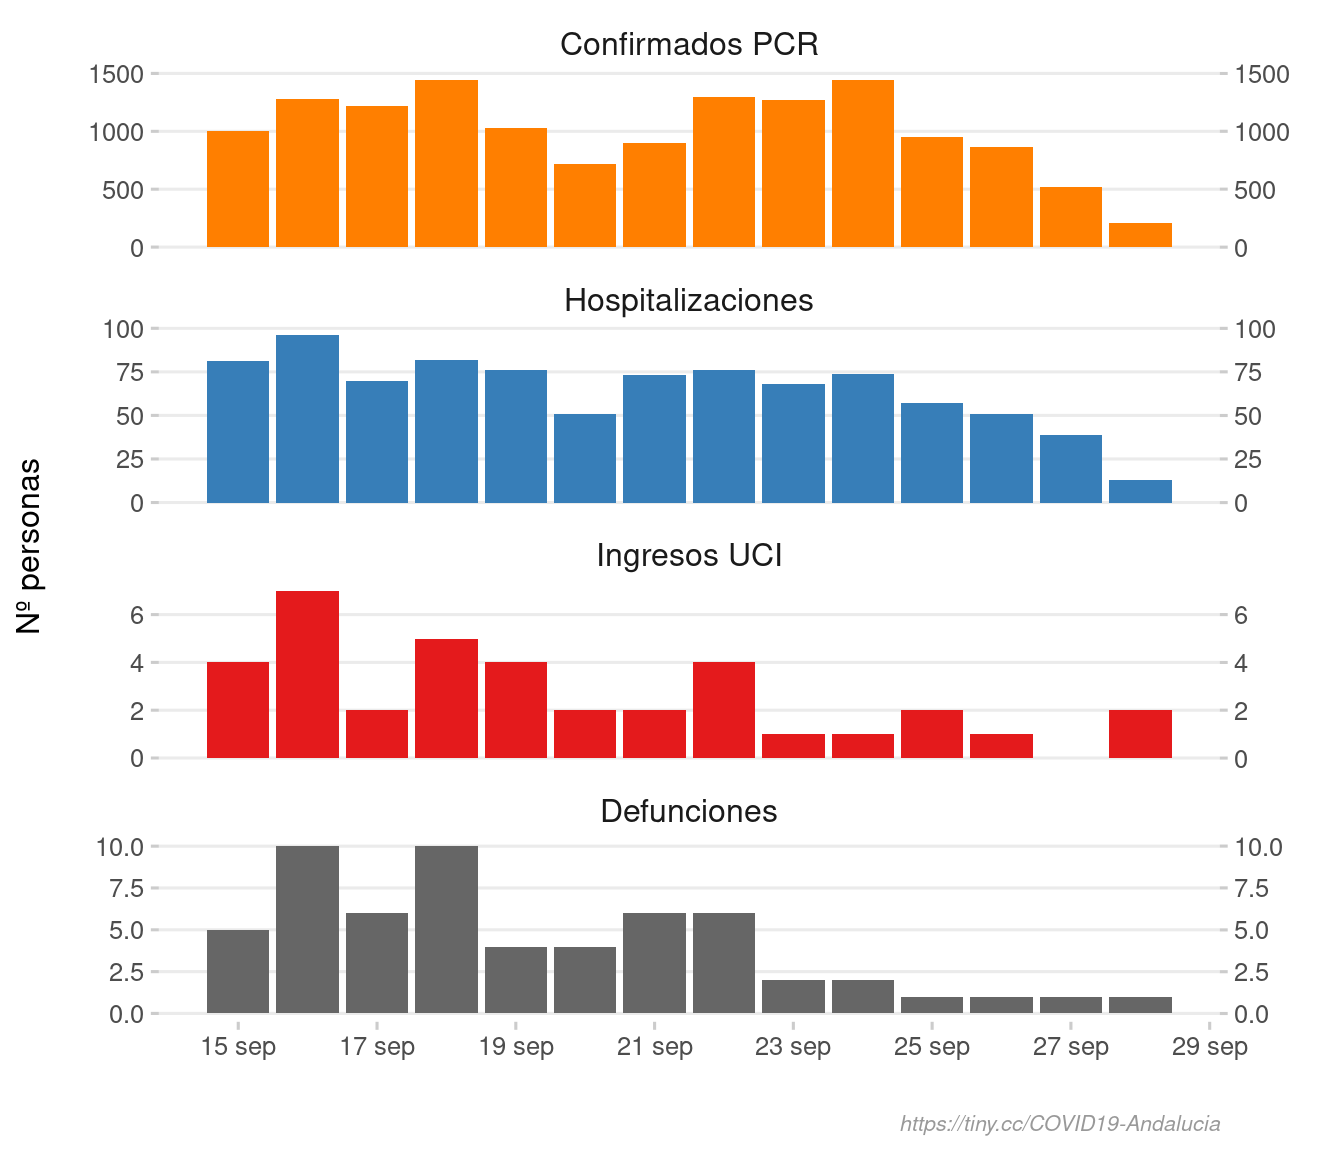 Confirmados PCR
1500 1500
1000 1000
500 500
0 0
Hospitalizaciones
100 100
75 75
50 50
25 25
0 0
Nº personas
Ingresos UCI
6 6
4 4
2 2
0 0
Defunciones
10.0 10.0
7.5 7.5
5.0 5.0
2.5 2.5
0.0 0.0
15 sep 17 sep 19 sep 21 sep 23 sep 25 sep 27 sep 29 sep
https://tiny.cc/COVID19-Andalucia